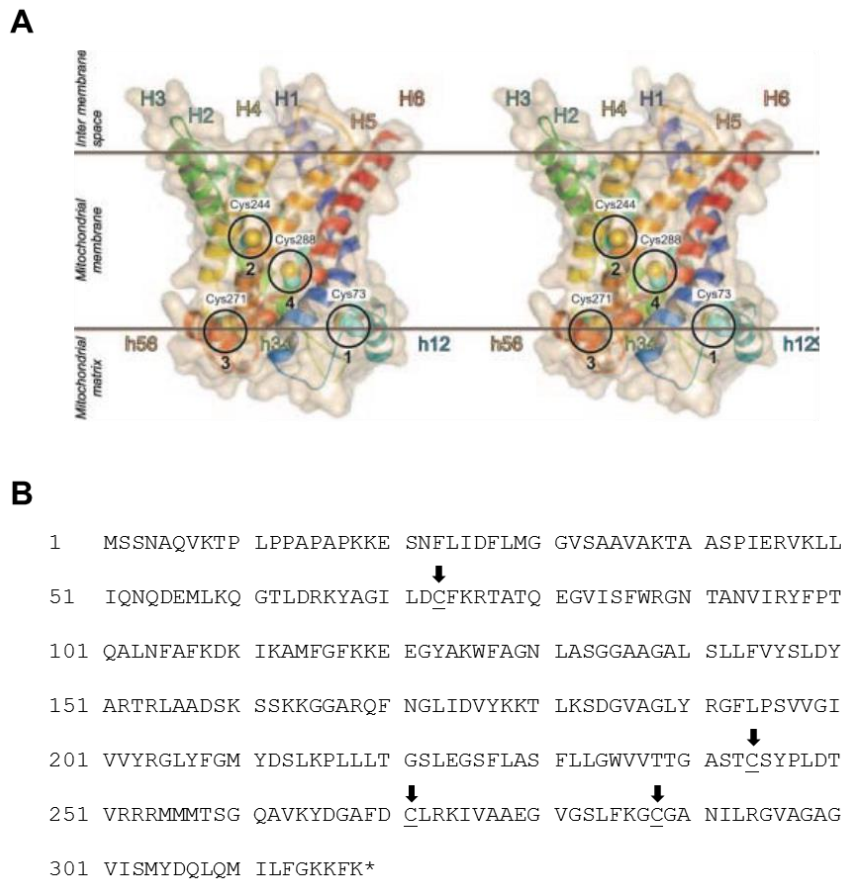 A
Inter membrane space
Mitochondrial membrane
Mitochondrial matrix
H3 H2 H4 H1 H5 H6
Cys244
2
Cys288
4
Cys271
3
Cys73
1
h56 h34 h12
H3 H2 H4 H1 H5 H6
Cys244
2
Cys288
4
Cys271
3
Cys73
1
h56 h34
B
1 MSSNAQVKTP LPPAPAPKKE SNFLIDFLMG GVSAAVAKTA ASPIERVKLL
51 IQNQDEMLKQ GTLDRKYAGI LDCFKRTATQ EGVISFWRGN TANVIRYFPT
101 QALNFAFKDK IKAMFGFKKE EGYAKWFAGN LASGGAAGAL SLLFVYSLDY
151 ARTRLAADSK SSKKGGARQF NGLIDVYKKT LKSDGVAGLY RGFLPSVVGI
201 VVYRGLYFGM YDSLKPLLLT GSLEGSFLAS FLLGWVVTTG ASTCSYPLDT
251 VRRRMMMTSG QAVKYDGAFD CLRKIVAAEG VGSLFKGCGA NILRGVAGAG
301 VISMYDQLQM ILFGKKFK*